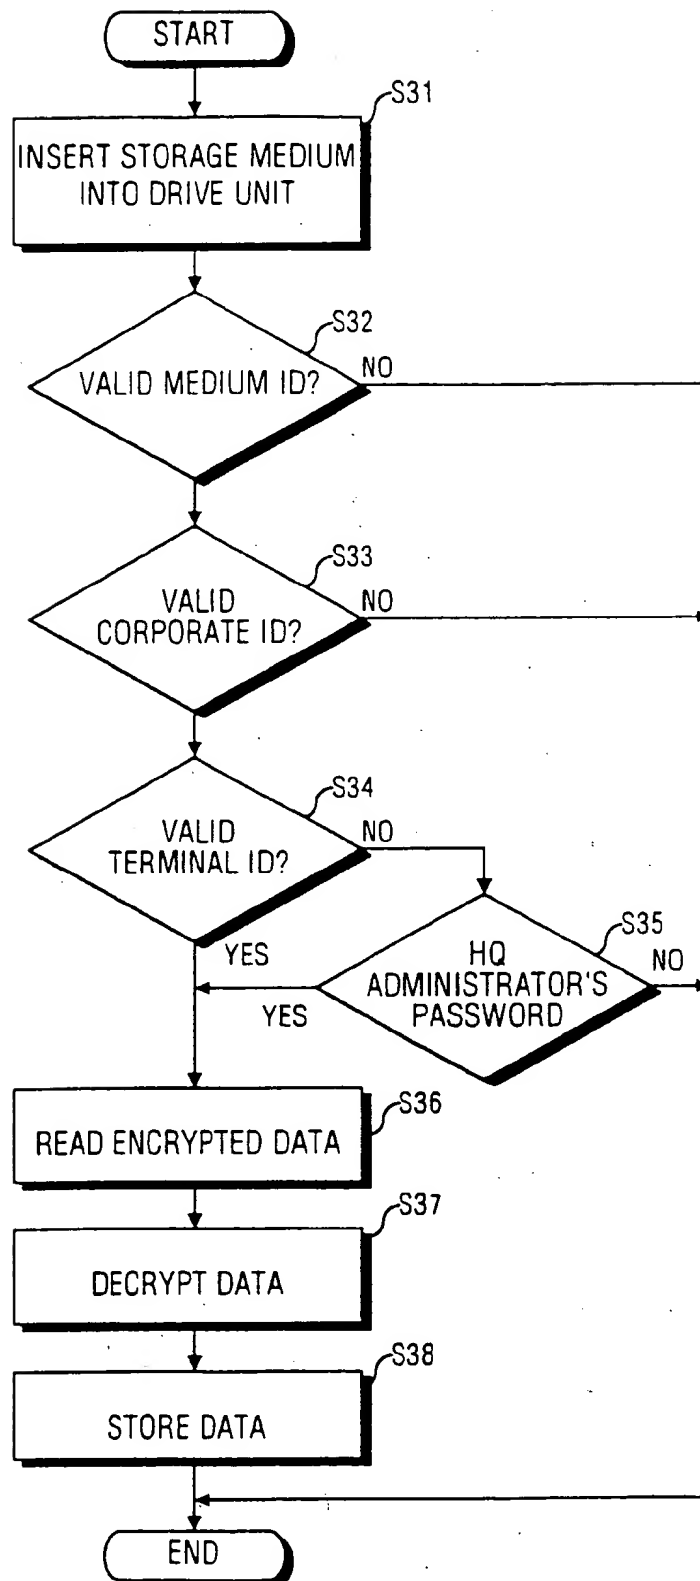 START
S31
INSERT STORAGE MEDIUM
INTO DRIVE UNIT
S32
VALID MEDIUM ID?
NO
S33
VALID
CORPORATE ID?
NO
S34
VALID
TERMINAL ID?
NO
YES
S35
HQ
ADMINISTRATOR'S
PASSWORD
NO
YES
S36
READ ENCRYPTED DATA
S37
DECRYPT DATA
S38
STORE DATA
END